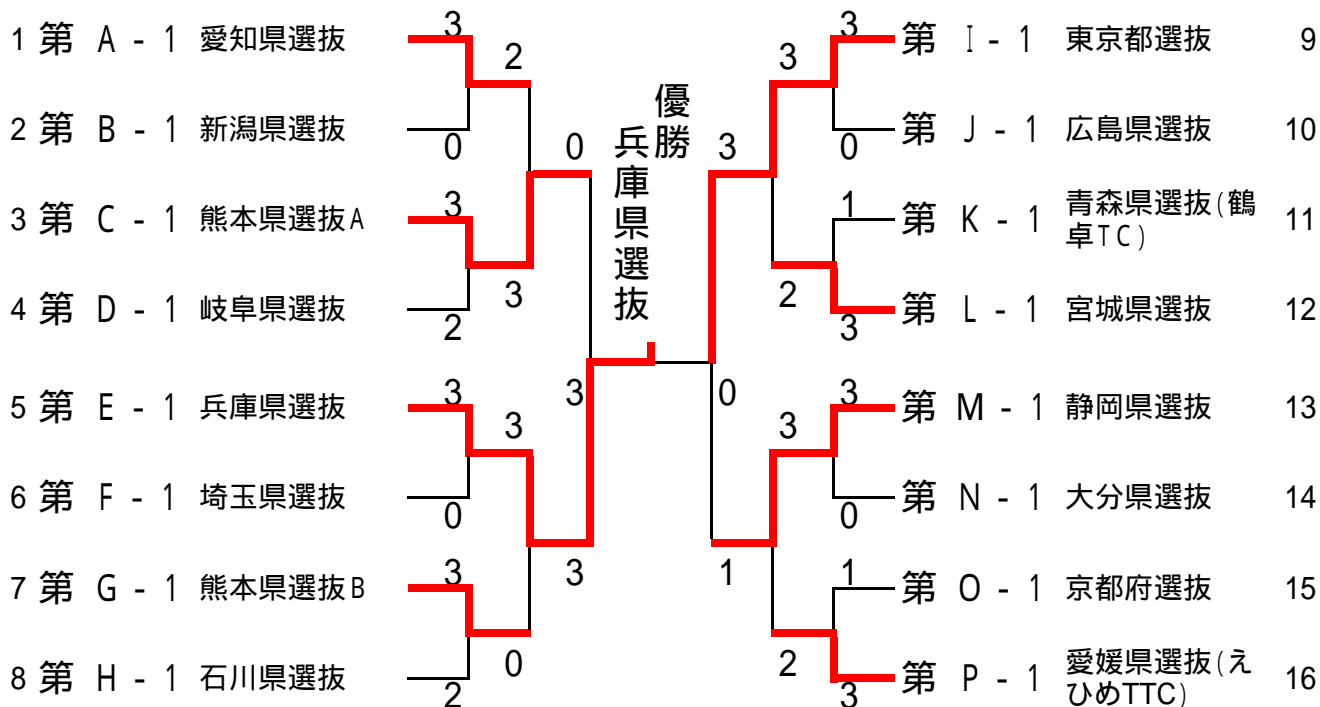 1 第 A - 1 愛知県選抜
2 第 B - 1 新潟県選抜
3 第 C - 1 熊本県選抜A
4 第 D - 1 岐阜県選抜
5 第 E - 1 兵庫県選抜
6 第 F - 1 埼玉県選抜
7 第 G - 1 熊本県選抜B
8 第 H - 1 石川県選抜
3
0
3
2
3
0
3
2
2
3
3
0
0
3
3
優勝
兵庫県選抜
0
3
1
3
2
3
2
3
0
1
3
3
0
1
3
第 I - 1 東京都選抜 9
第 J - 1 広島県選抜 10
第 K - 1 青森県選抜(鶴
卓TC) 11
第 L - 1 宮城県選抜 12
第 M - 1 静岡県選抜 13
第 N - 1 大分県選抜 14
第 O - 1 京都府選抜 15
第 P - 1 愛媛県選抜(え
ひめTTC) 16